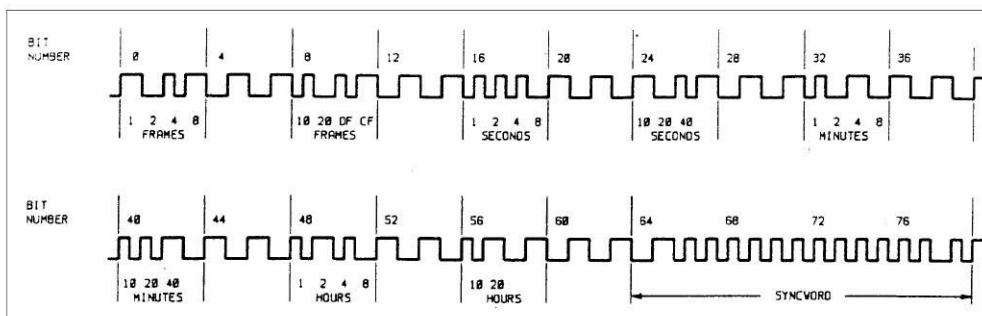 BIT
NUMBER
0 4 8 12 16 20 24 28 32 36
1 2 4 8
FRAMES
10 20 DF CF
FRAMES
1 2 4 8
SECONDS
10 20 40
SECONDS
1 2 4 8
MINUTES
BIT
NUMBER
40 44 48 52 56 60 64 68 72 76
10 20 40
MINUTES
1 2 4 8
HOURS
10 20
HOURS
SYNCWORD